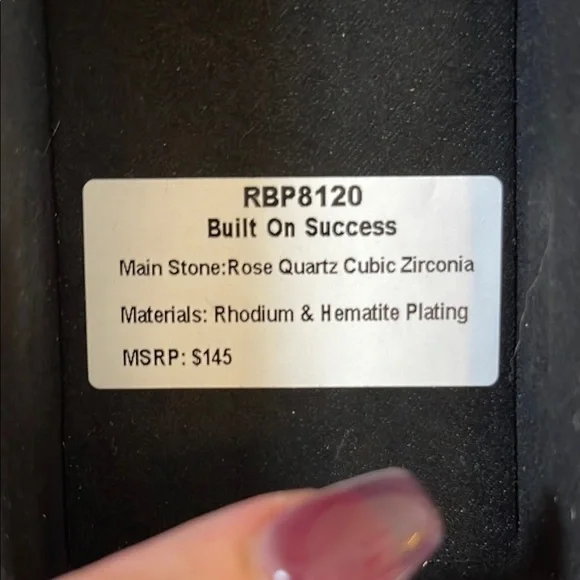 RBP8120
Built On Success
Main Stone:Rose Quartz Cubic Zirconia
Materials: Rhodium & Hematite Plating
MSRP: $145